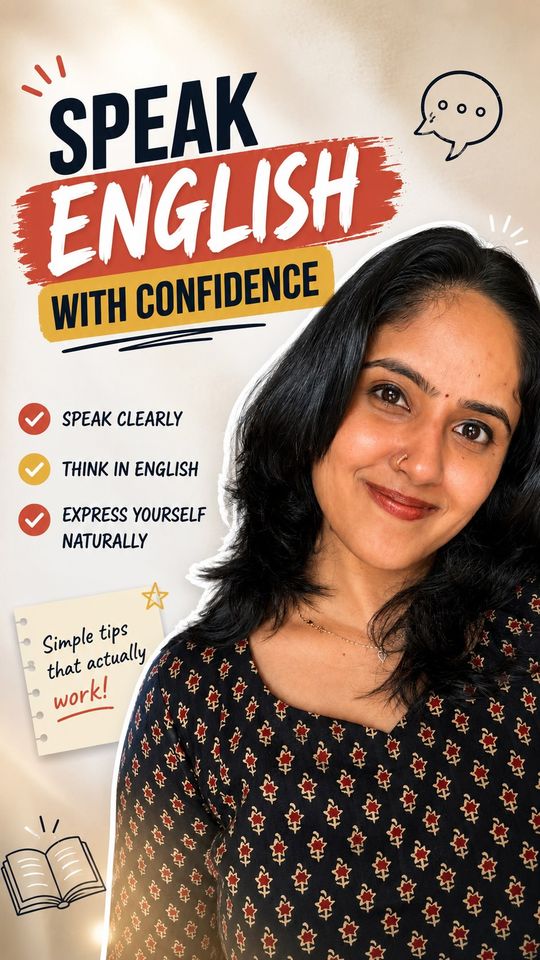 SPEAK
ENGLISH
WITH CONFIDENCE
SPEAK CLEARLY
THINK IN ENGLISH
EXPRESS YOURSELF
NATURALLY
Simple tips
that actually
work!